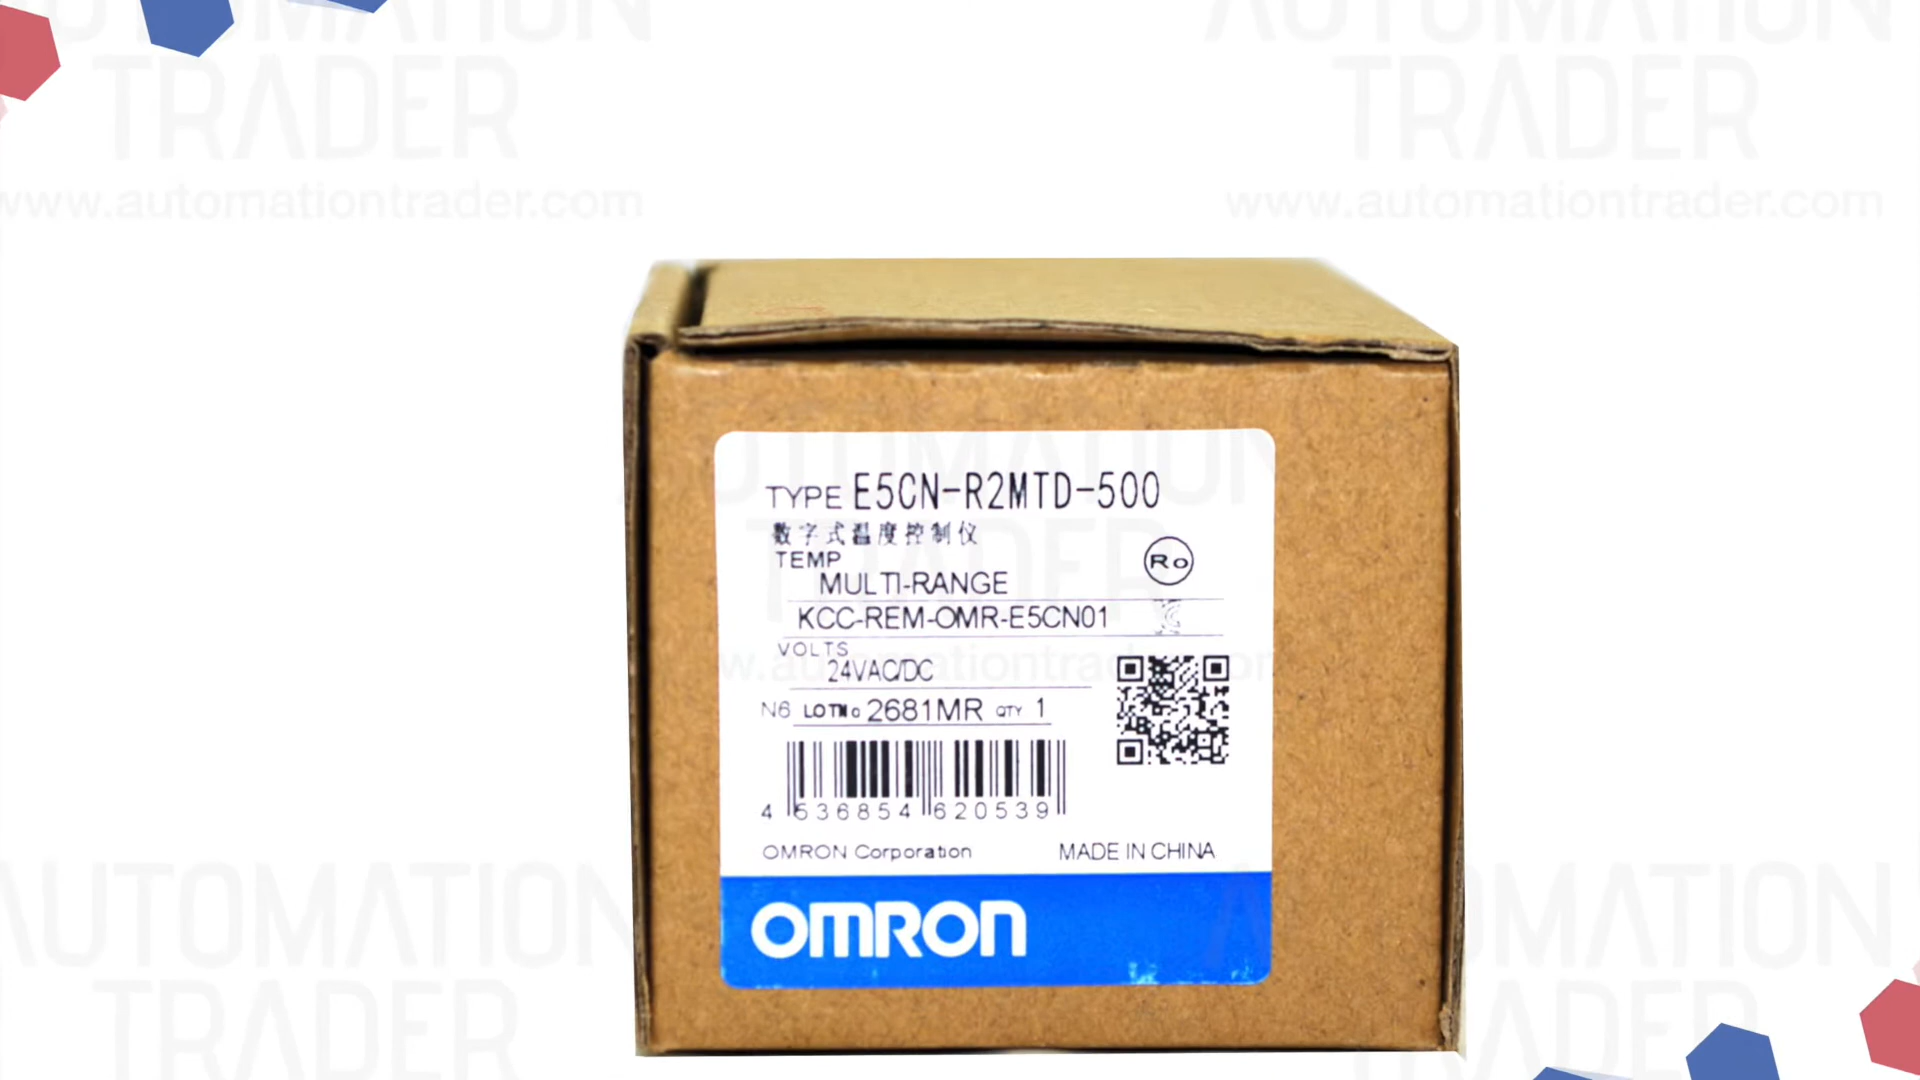 AUTOMATION
TRADER
www.automationtrader.com
AUTOMATION
TRADER
www.automationtrader.com
TYPE E5CN-R2MTD-500
数字式温度控制仪
TEMP
MULTI-RANGE
Ro
KCC-REM-OMR-E5CN01
VOLTS
24VAC/DC
N6 LOT No 2681MR QTY 1
4 536854 620539
OMRON Corporation MADE IN CHINA
OMRON
AUTOMATION
TRADER
AUTOMATION
TRADER